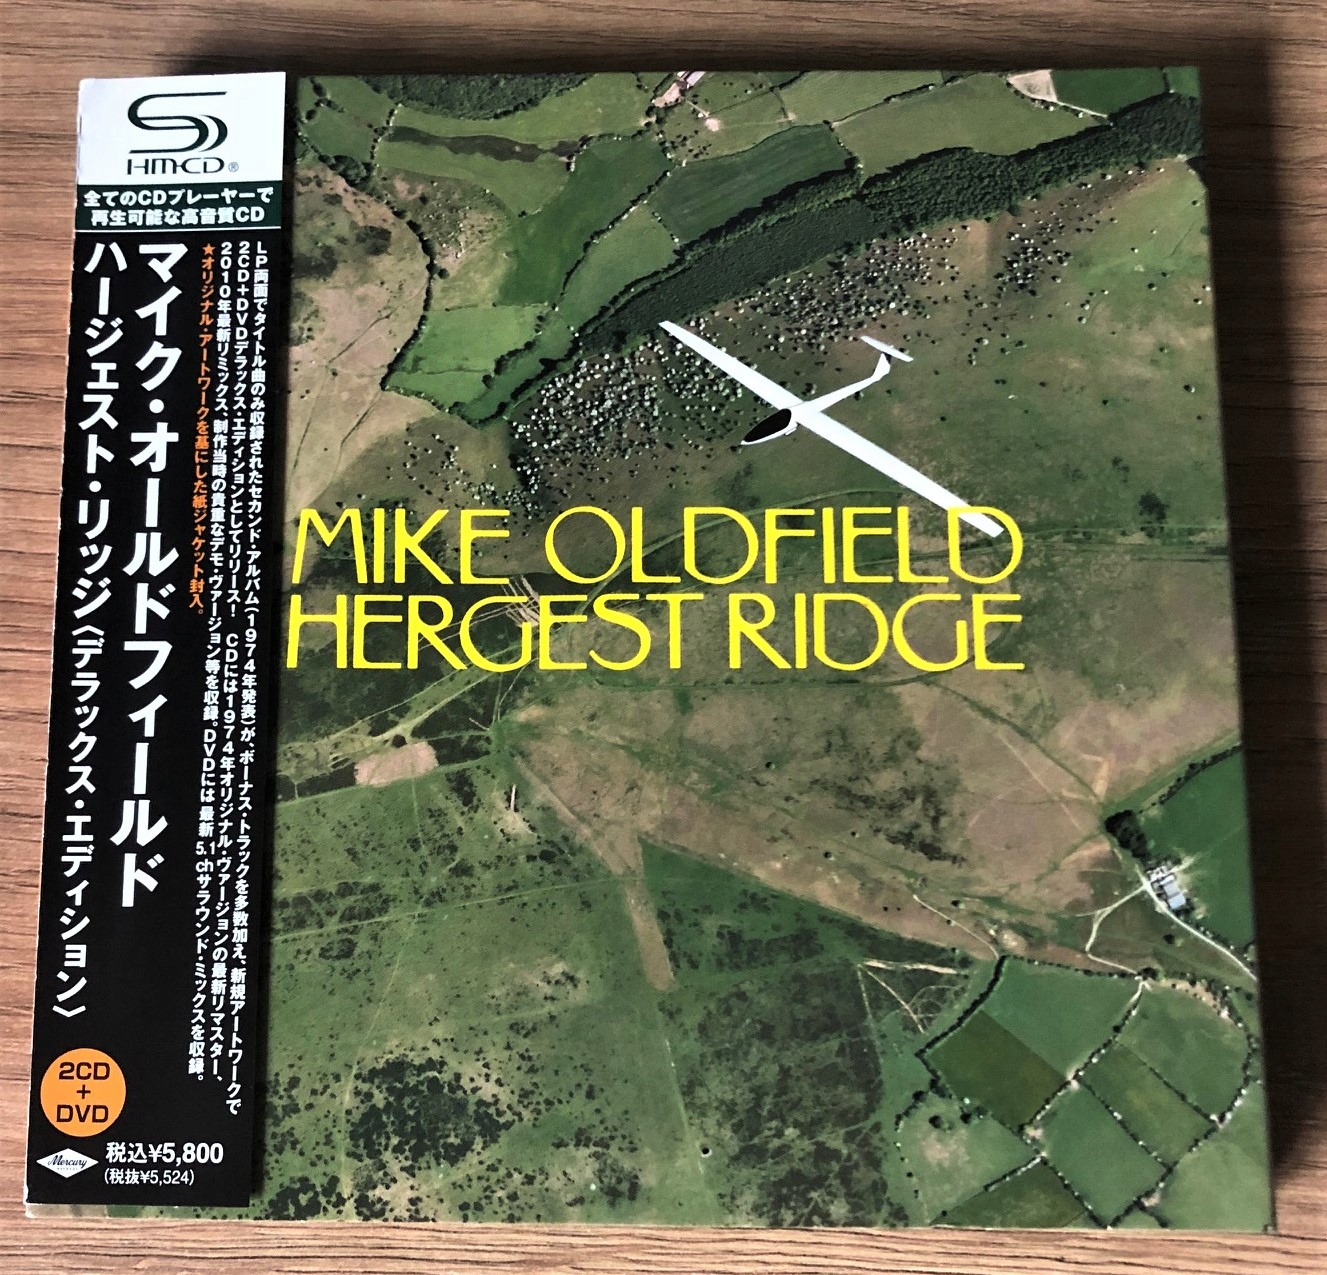 SHM-CD®
全てのCDプレーヤーで
再生可能な高音質CD
LP両面でタイトル曲のみ収録されたセカンド・アルバム(1974年発表)が、ボーナス・トラックを多数加え、新規アートワークで
2CD+DVDデラックス・エディションとしてリリース! CDには1974年オリジナル・ヴァージョンの最新リマスター、
2010年最新リミックス、制作当時の貴重なデモ・ヴァージョン等を収録。DVDには最新5.1chサラウンド・ミックスを収録。
★オリジナル・アートワークを基にした紙ジャケット封入。
マイク・オールドフィールド
ハージェスト・リッジ〈デラックス・エディション〉
2CD
+
DVD
Mercury
税込¥5,800
(税抜¥5,524)
MIKE OLDFIELD
HERGEST RIDGE